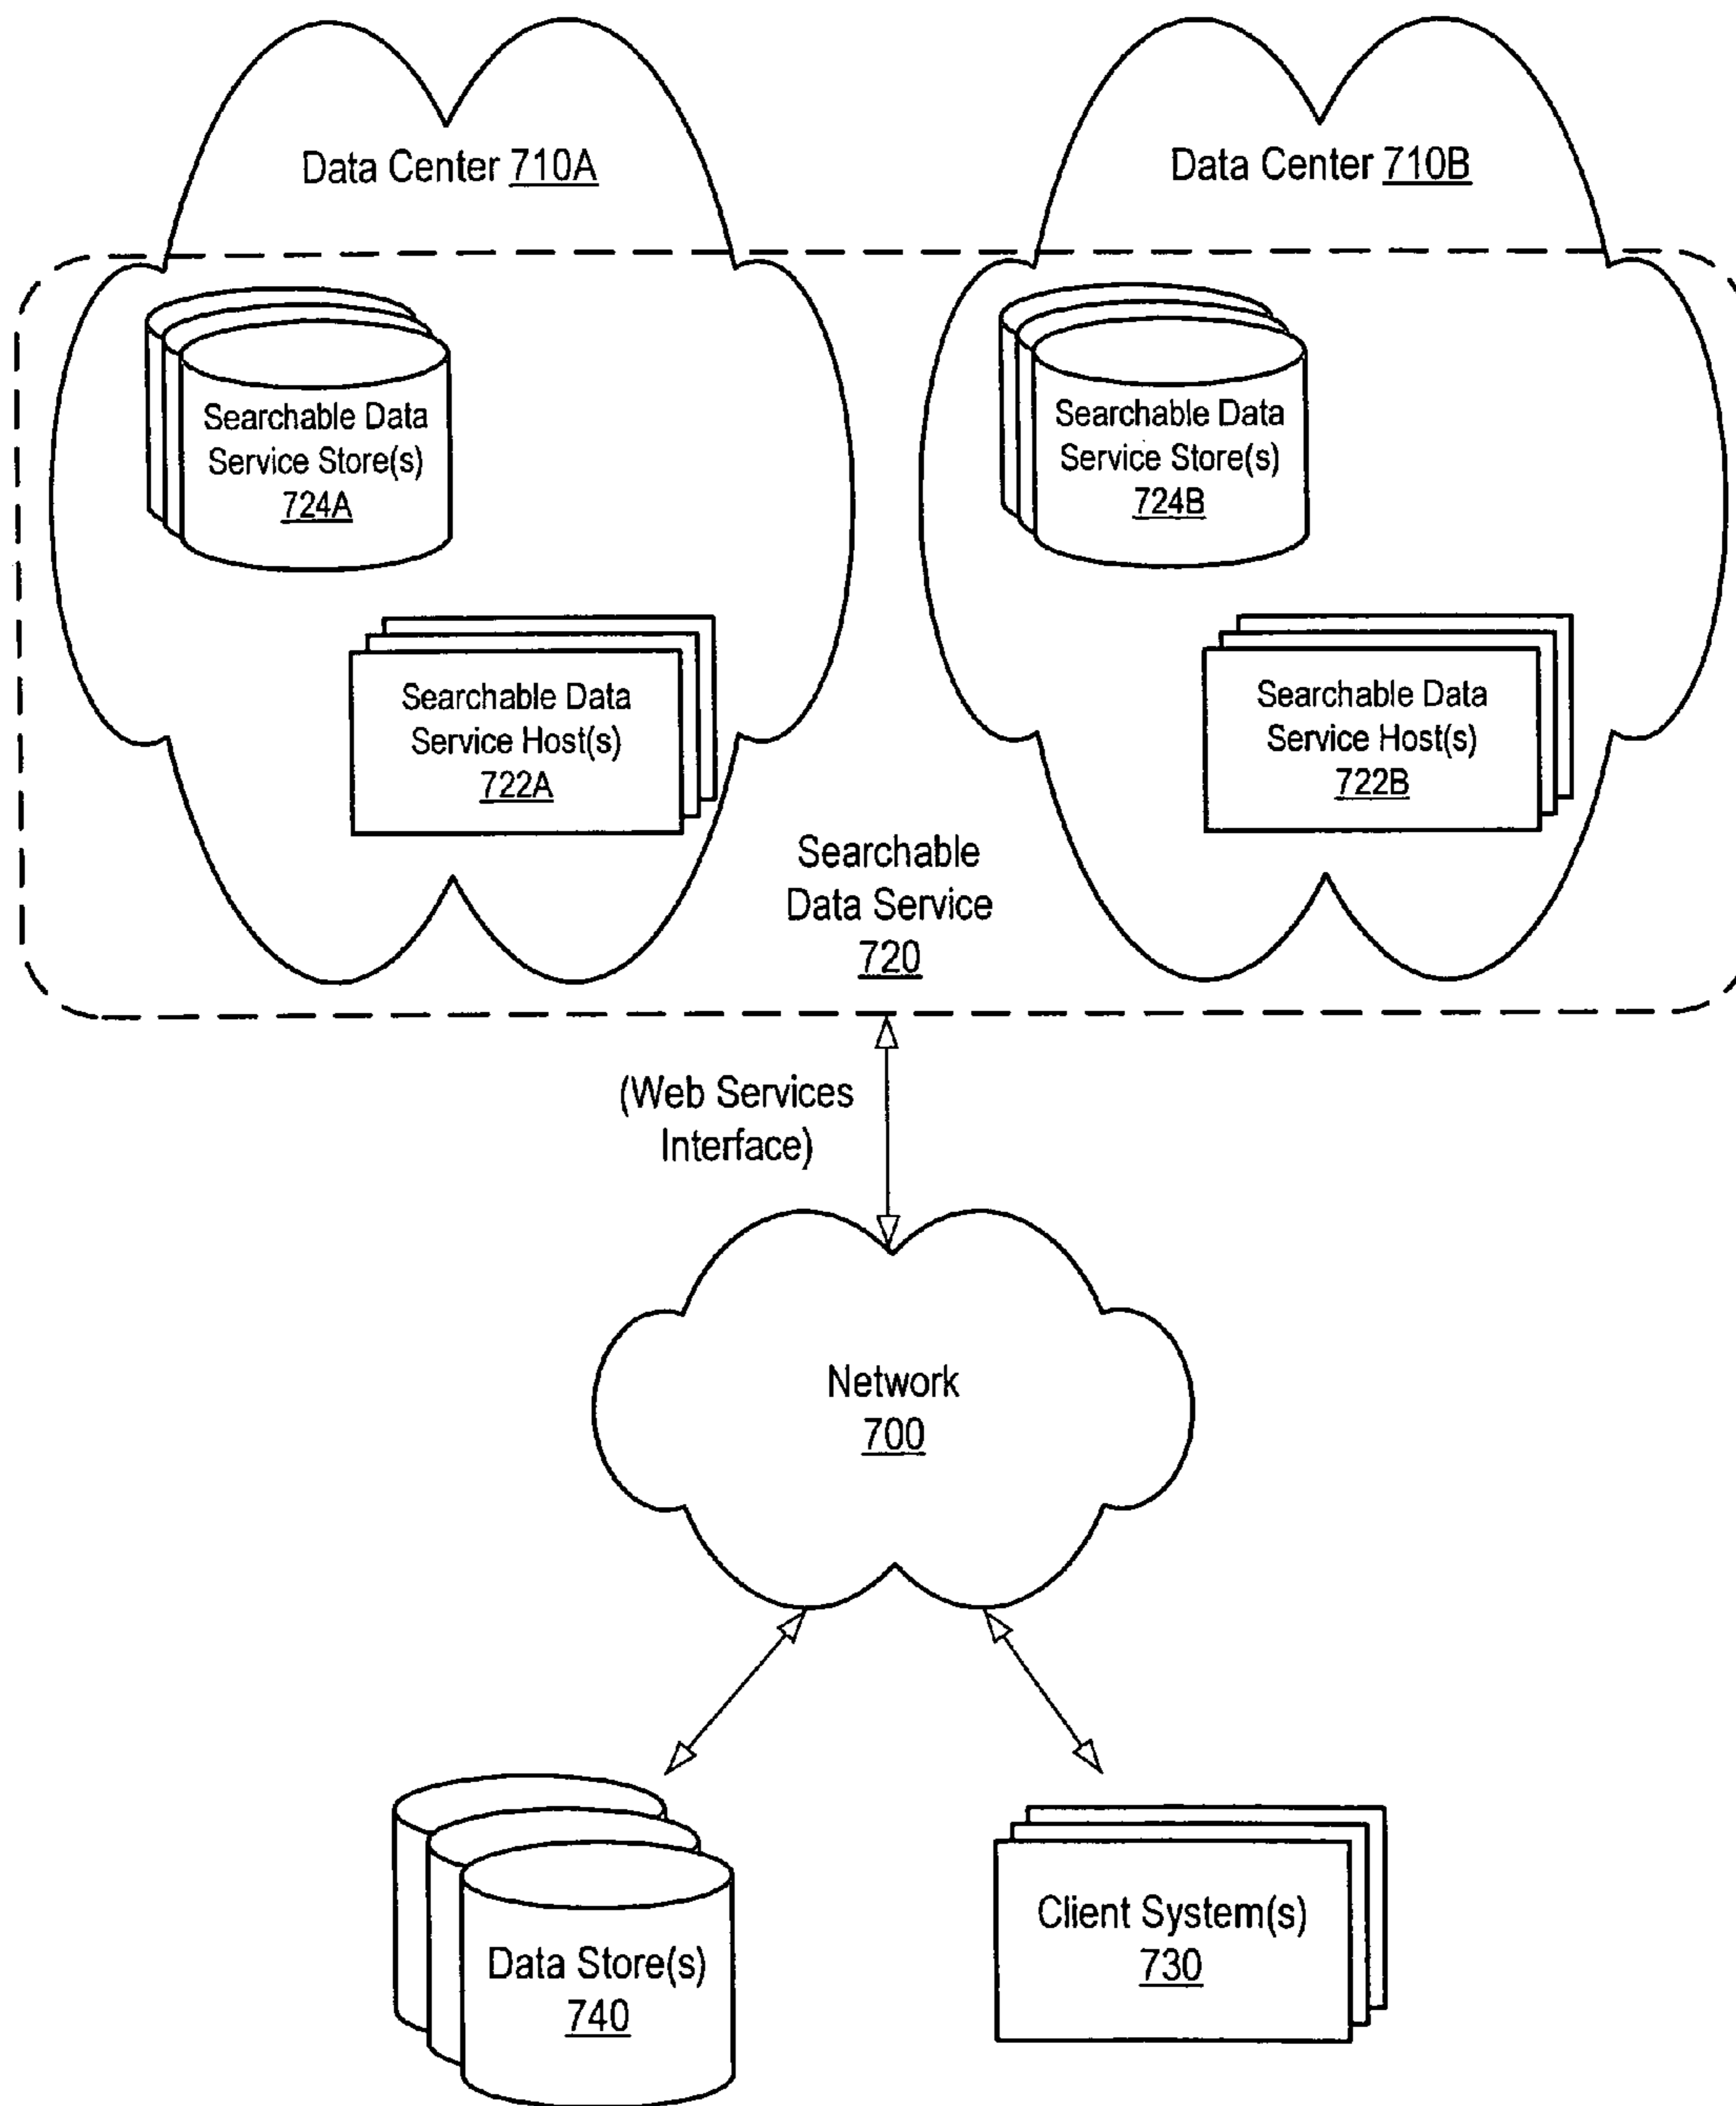 Data Center 710A
Data Center 710B
Searchable Data
Service Store(s)
724A
Searchable Data
Service Store(s)
724B
Searchable Data
Service Host(s)
722A
Searchable Data
Service Host(s)
722B
Searchable
Data Service
720
(Web Services
Interface)
Network
700
Data Store(s)
740
Client System(s)
730